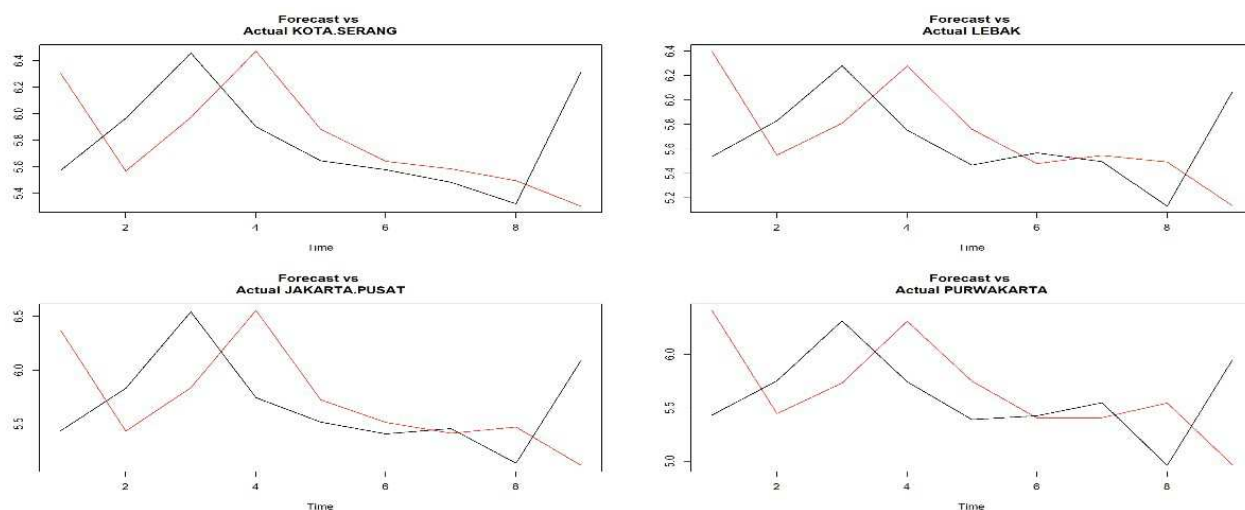 Forecast vs
Actual KOTA.SERANG
6.4
6.2
6.0
5.8
5.6
5.4
2 4 6 8
Time
Forecast vs
Actual LEBAK
6.4
6.2
6.0
5.8
5.6
5.4
5.2
2 4 6 8
Time
Forecast vs
Actual JAKARTA.PUSAT
6.5
6.0
5.5
2 4 6 8
Time
Forecast vs
Actual PURWAKARTA
6.0
5.5
5.0
2 4 6 8
Time